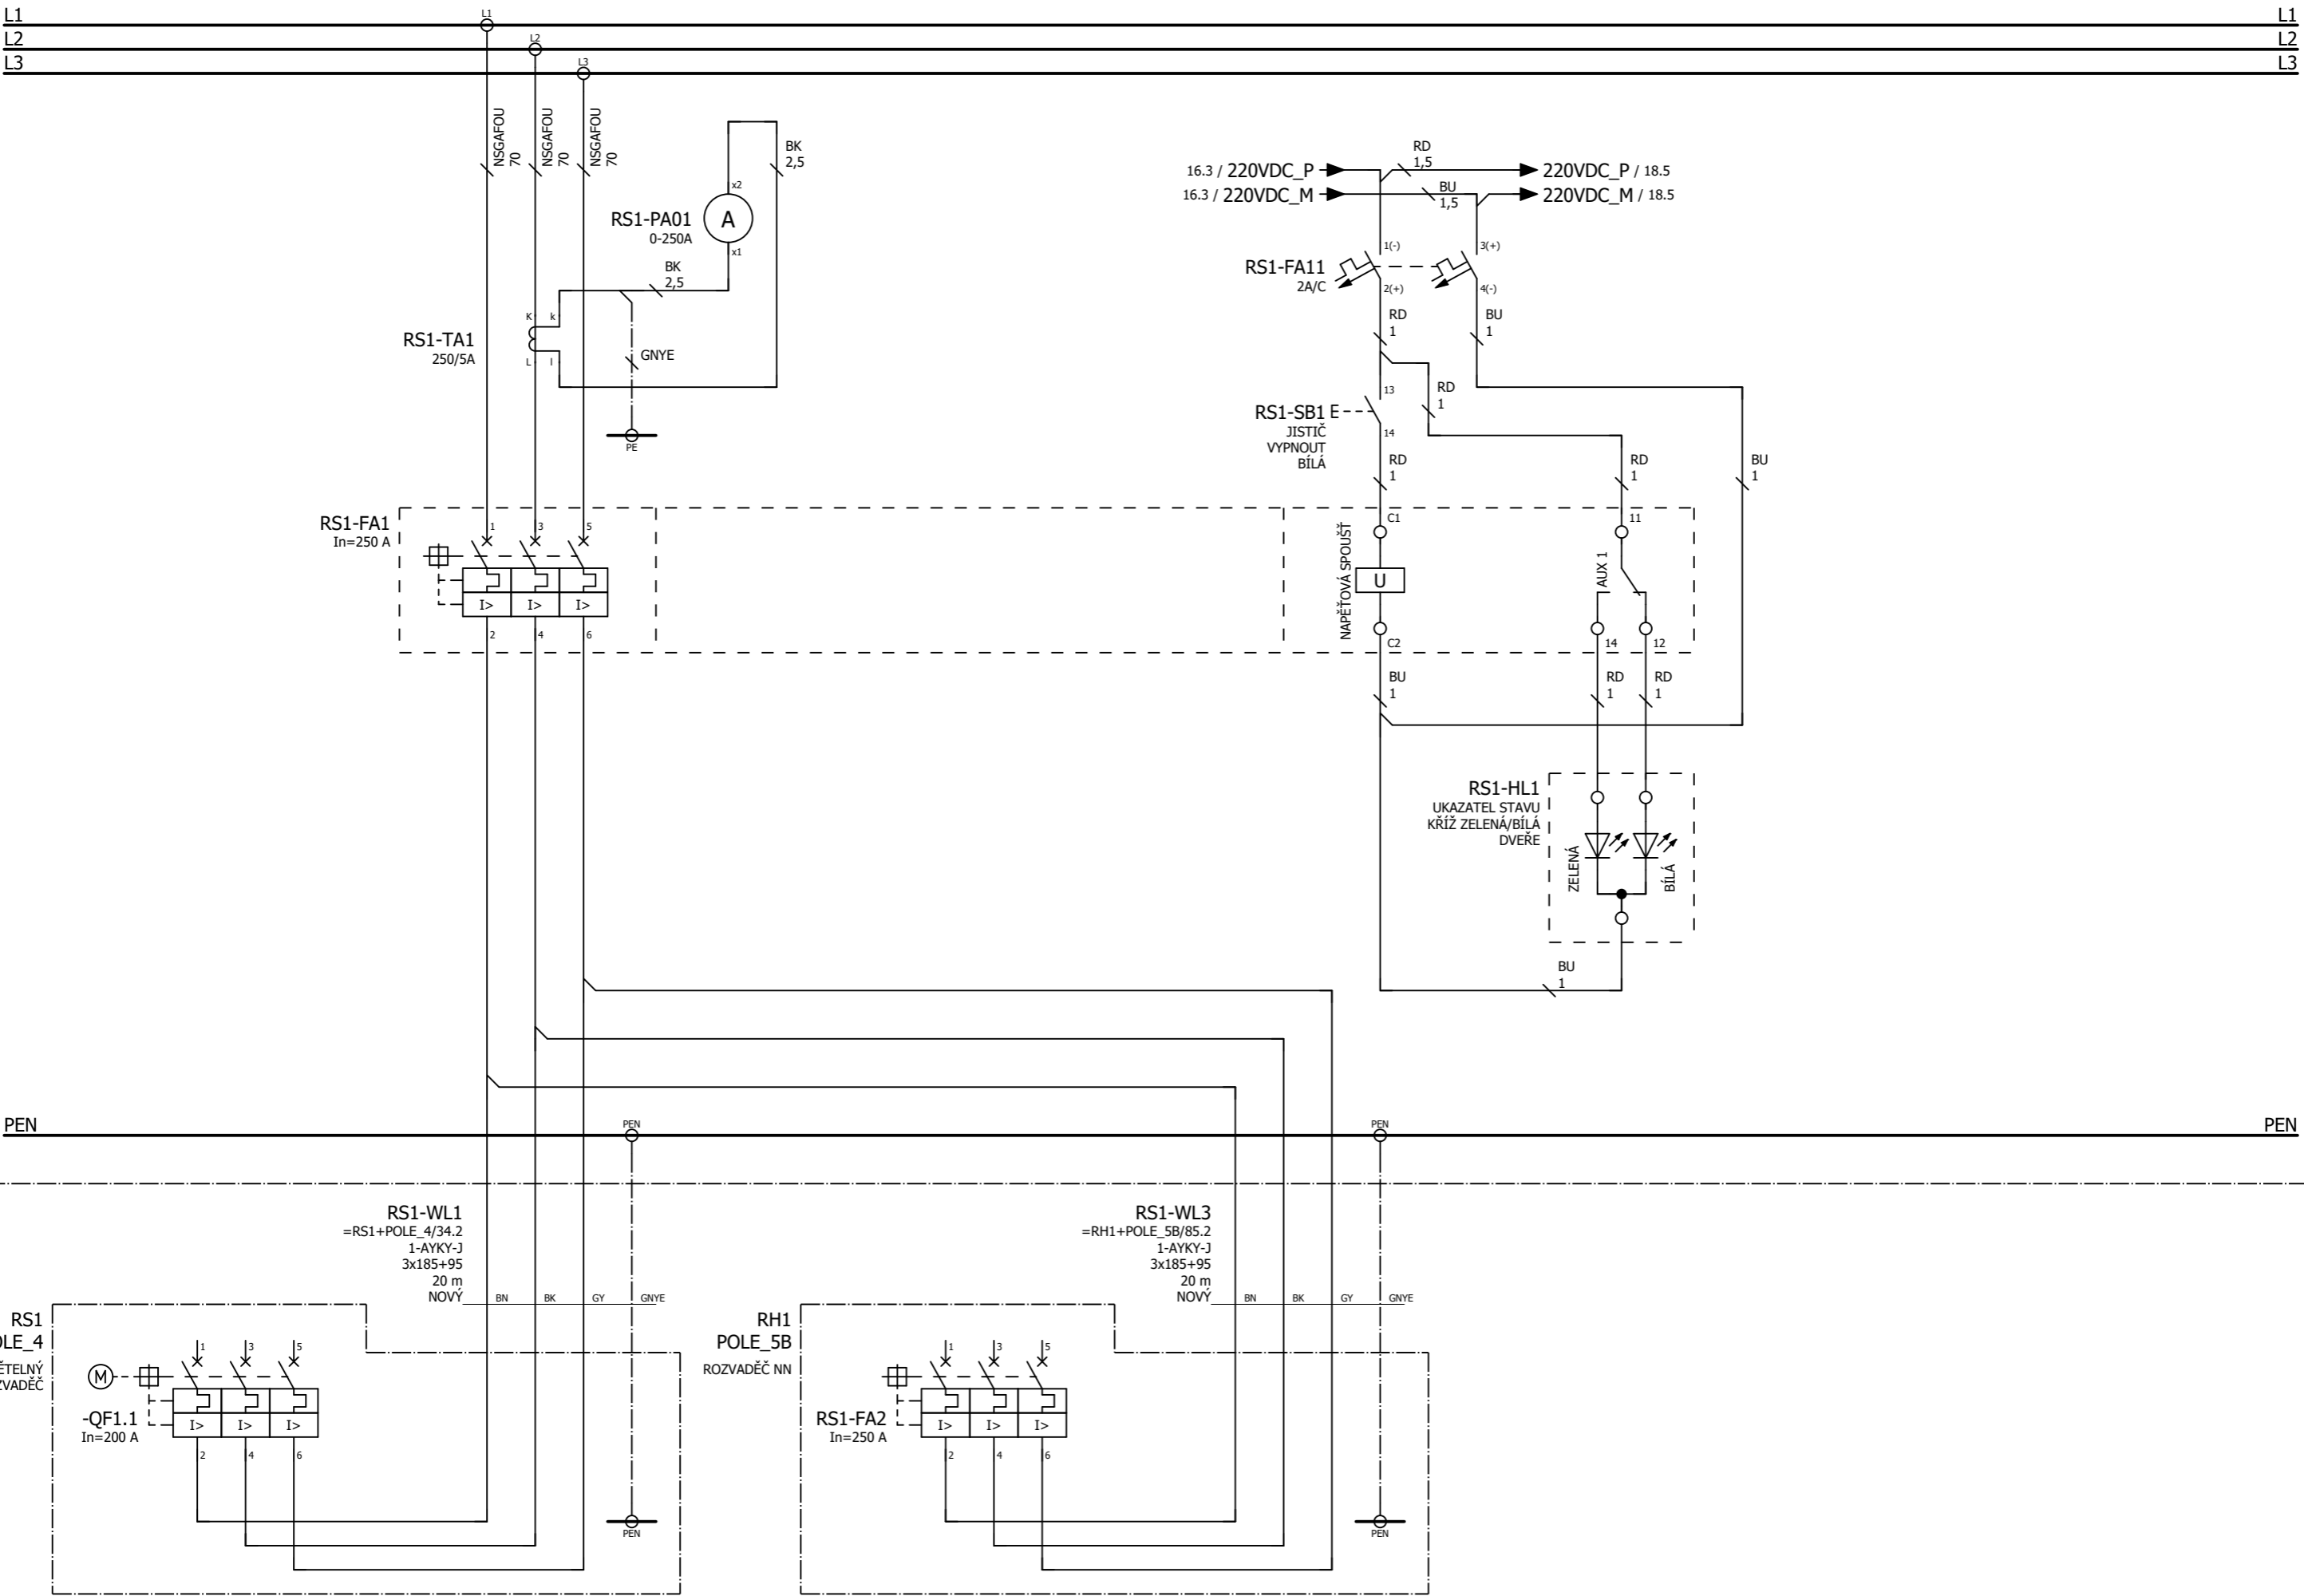 L1
L1
L1
L2
L2
L2
L3
L3
L3
NSGAFOU
70
NSGAFOU
70
NSGAFOU
70
BK
2,5
x2
RS1-PA01
0-250A
A
x1
BK
2,5
K
k
RS1-TA1
250/5A
L
l
GNYE
PE
RD
1,5
16.3 / 220VDC_P
220VDC_P / 18.5
BU
1,5
16.3 / 220VDC_M
220VDC_M / 18.5
1(-)
3(+)
RS1-FA11
2A/C
2(+)
4(-)
RD
1
BU
1
13
RD
1
RS1-SB1 E
JISTIČ
VYPNOUT
BÍLÁ
14
RD
1
RD
1
BU
1
RS1-FA1
In=250 A
1
3
5
I>
I>
I>
2
4
6
NAPĚŤOVÁ SPOUŠŤ
C1
U
C2
AUX 1
11
14
12
BU
1
RD
1
RD
1
RS1-HL1
UKAZATEL STAVU
KŘÍŽ ZELENÁ/BÍLÁ
DVEŘE
ZELENÁ
BÍLÁ
BU
1
PEN
PEN
PEN
PEN
RS1-WL1
=RS1+POLE_4/34.2
1-AYKY-J
3x185+95
20 m
NOVÝ
BN
BK
GY
GNYE
RS1-WL3
=RH1+POLE_5B/85.2
1-AYKY-J
3x185+95
20 m
NOVÝ
BN
BK
GY
GNYE
RS1
OLE_4
ĚTELNÝ
ZVADĚČ
M
1
3
5
-QF1.1
In=200 A
I>
I>
I>
2
4
6
PEN
RH1
POLE_5B
ROZVADĚČ NN
1
3
5
RS1-FA2
In=250 A
I>
I>
I>
2
4
6
PEN